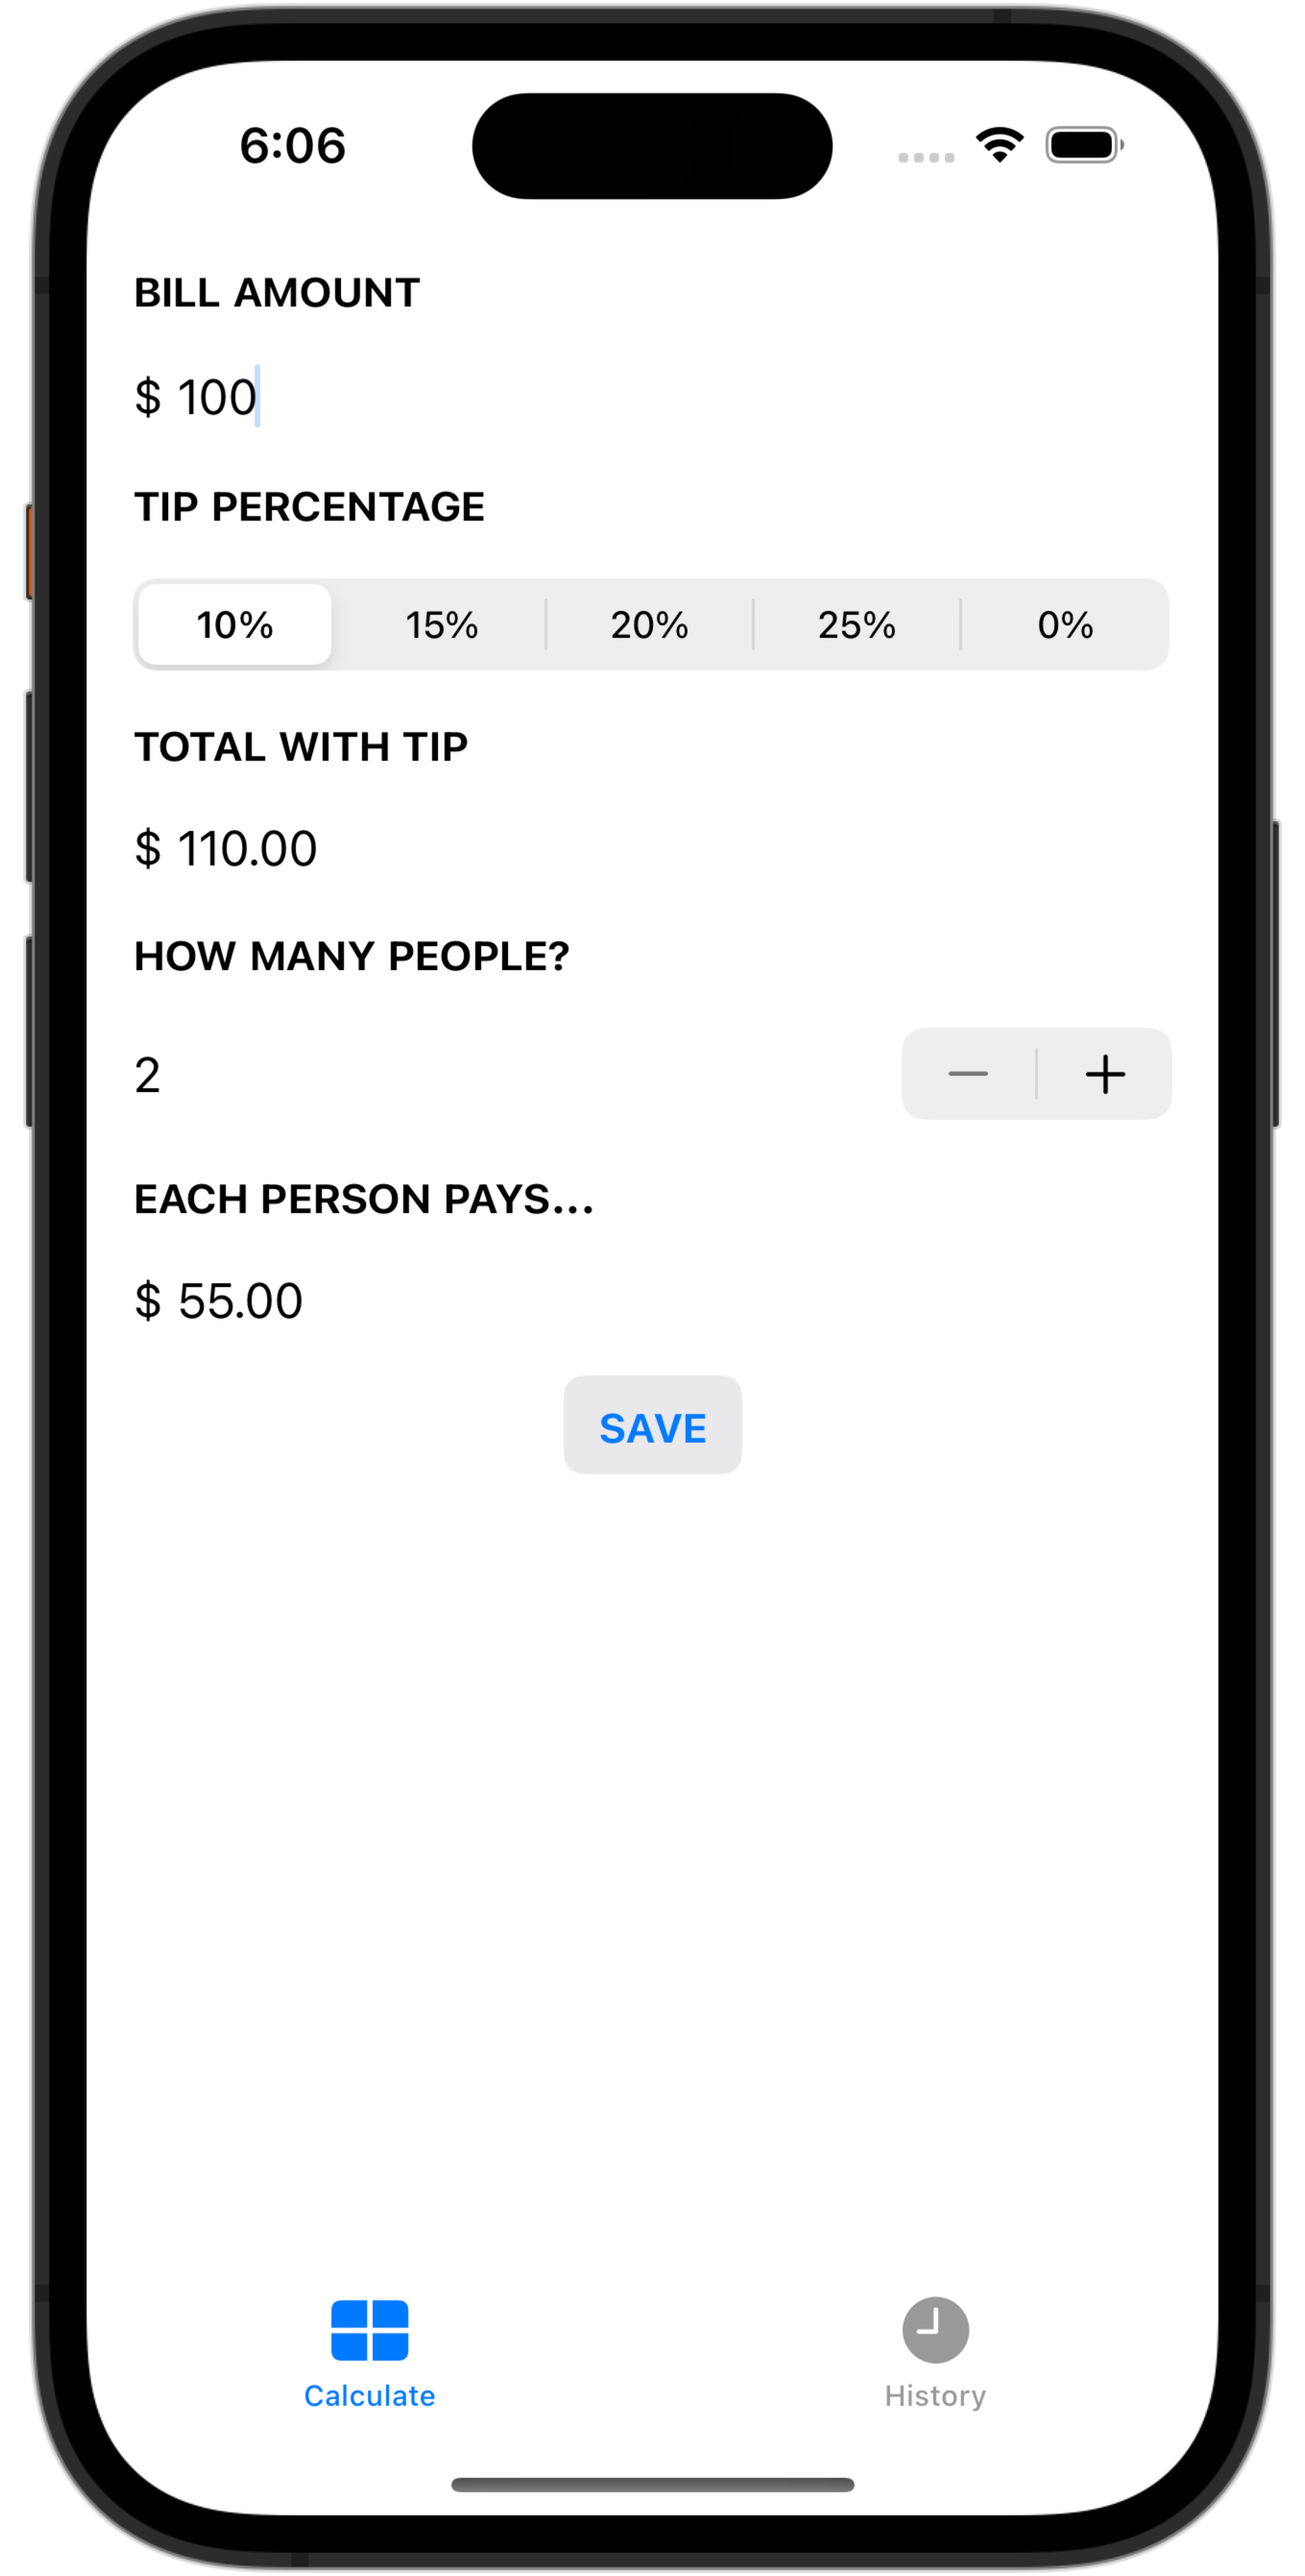 6:06
BILL AMOUNT
$ 100
TIP PERCENTAGE
10% 15% 20% 25% 0%
TOTAL WITH TIP
$ 110.00
HOW MANY PEOPLE?
2 − +
EACH PERSON PAYS...
$ 55.00
SAVE
Calculate History